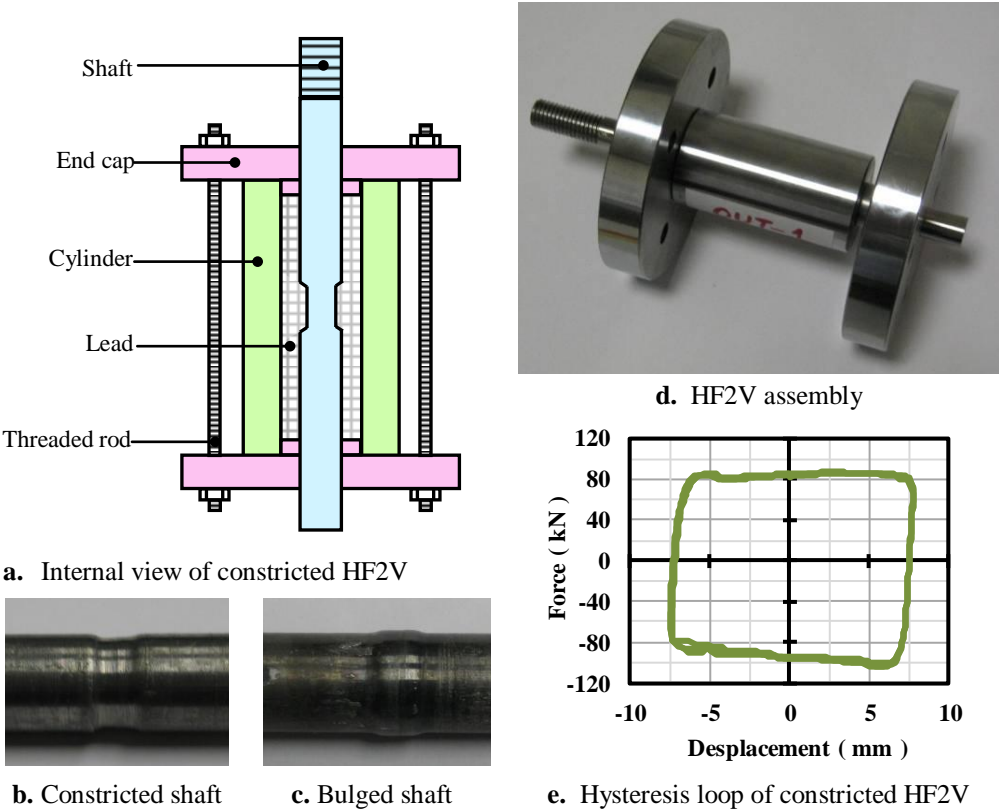 Shaft
End cap
Cylinder
Lead
Threaded rod
a. Internal view of constricted HF2V
b. Constricted shaft
c. Bulged shaft
d. HF2V assembly
120
80
40
0
-40
-80
-120
Force ( kN )
-10 -5 0 5 10
Desplacement ( mm )
e. Hysteresis loop of constricted HF2V